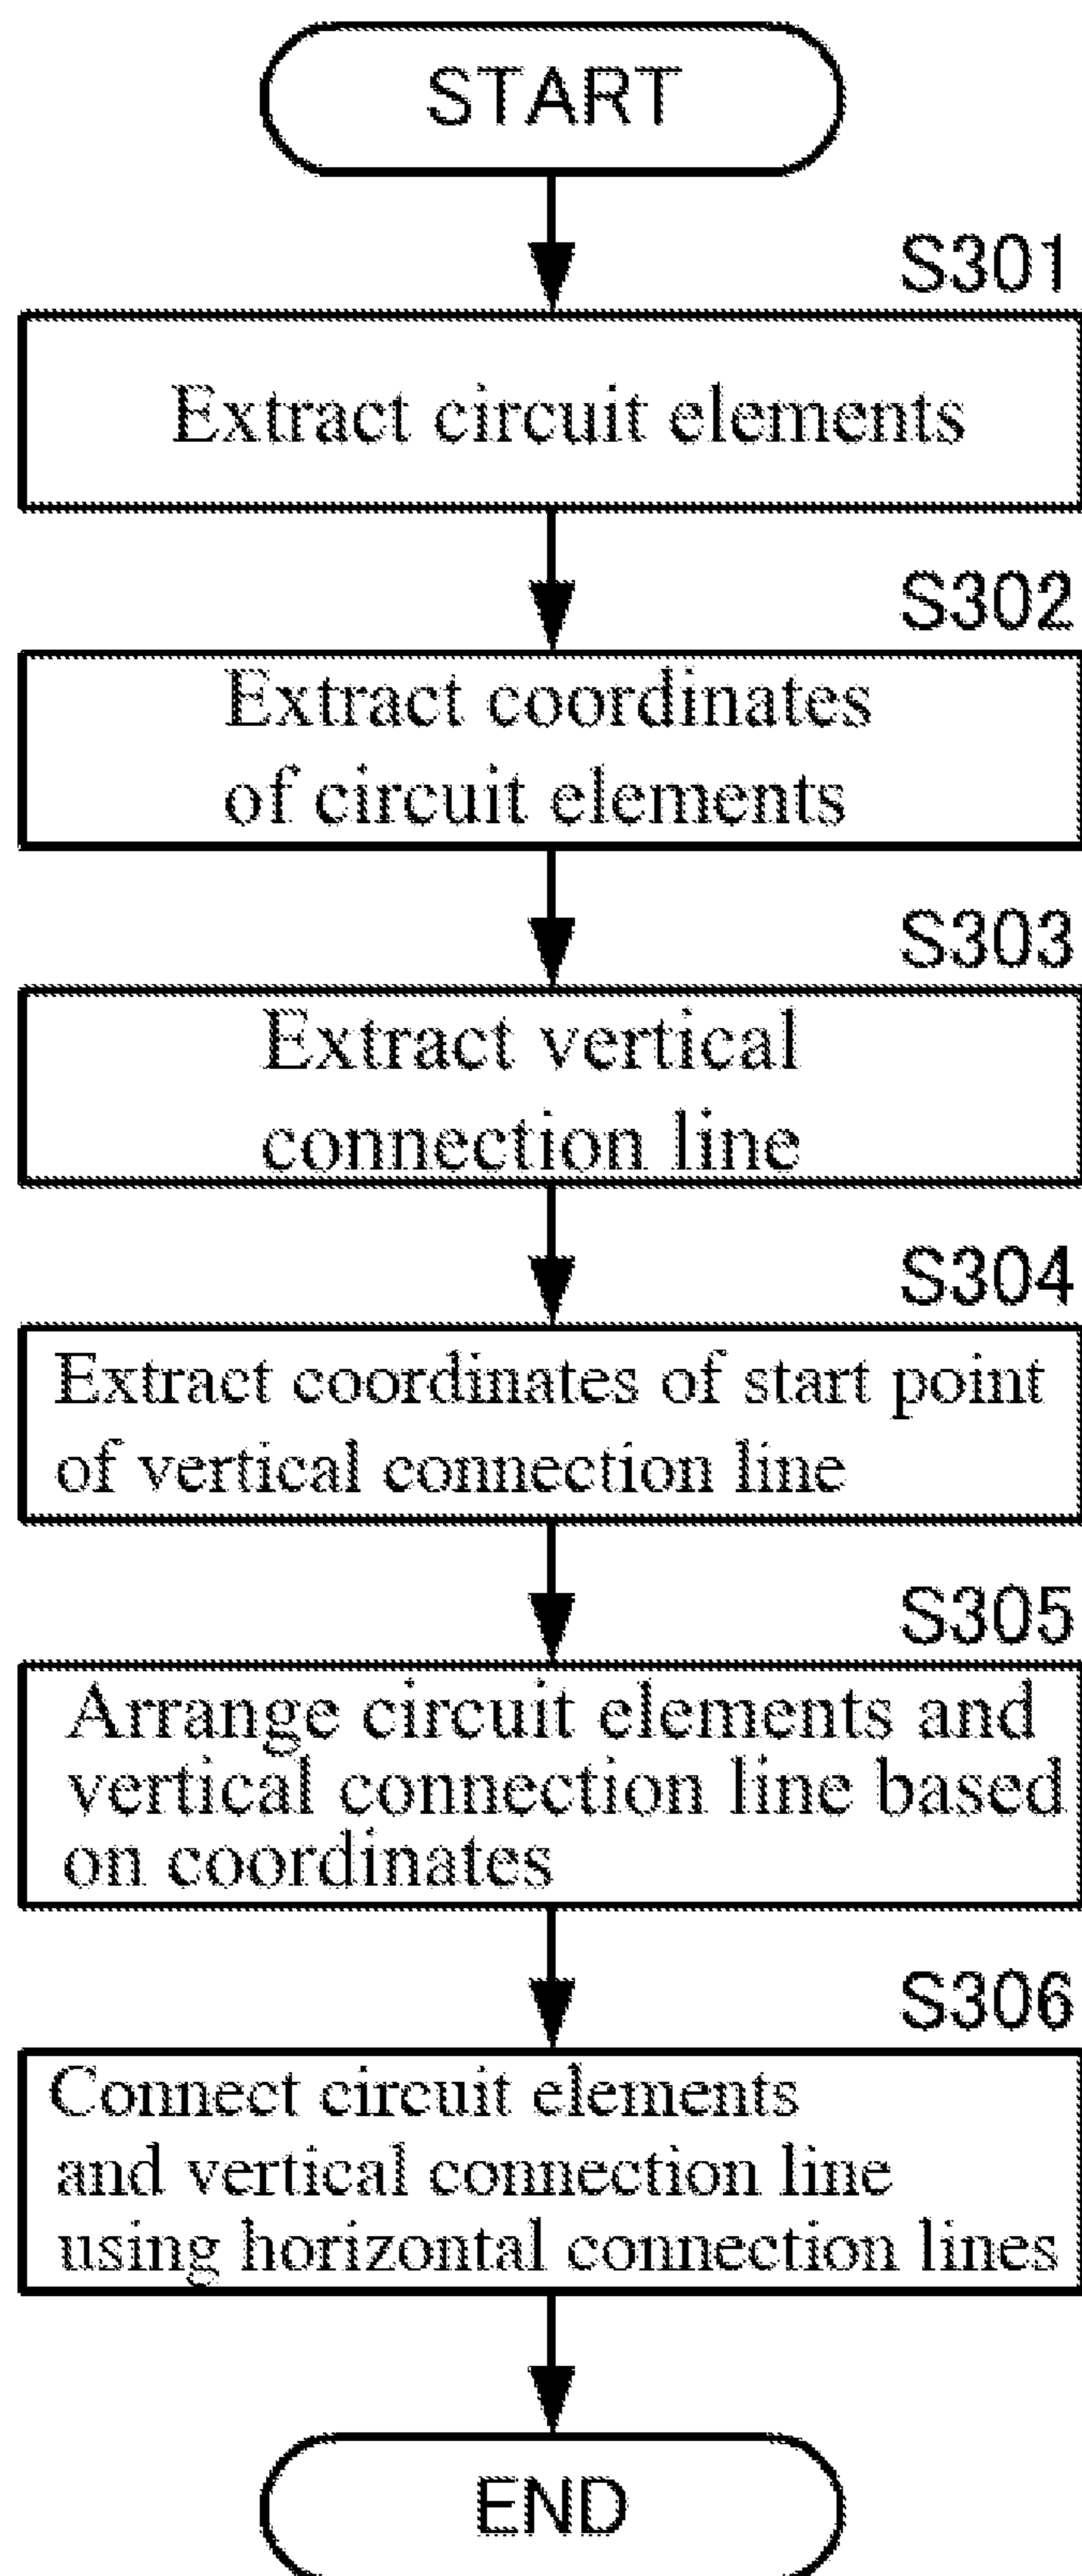 START
S301
Extract circuit elements
S302
Extract coordinates
of circuit elements
S303
Extract vertical
connection line
S304
Extract coordinates of start point
of vertical connection line
S305
Arrange circuit elements and
vertical connection line based
on coordinates
S306
Connect circuit elements
and vertical connection line
using horizontal connection lines
END